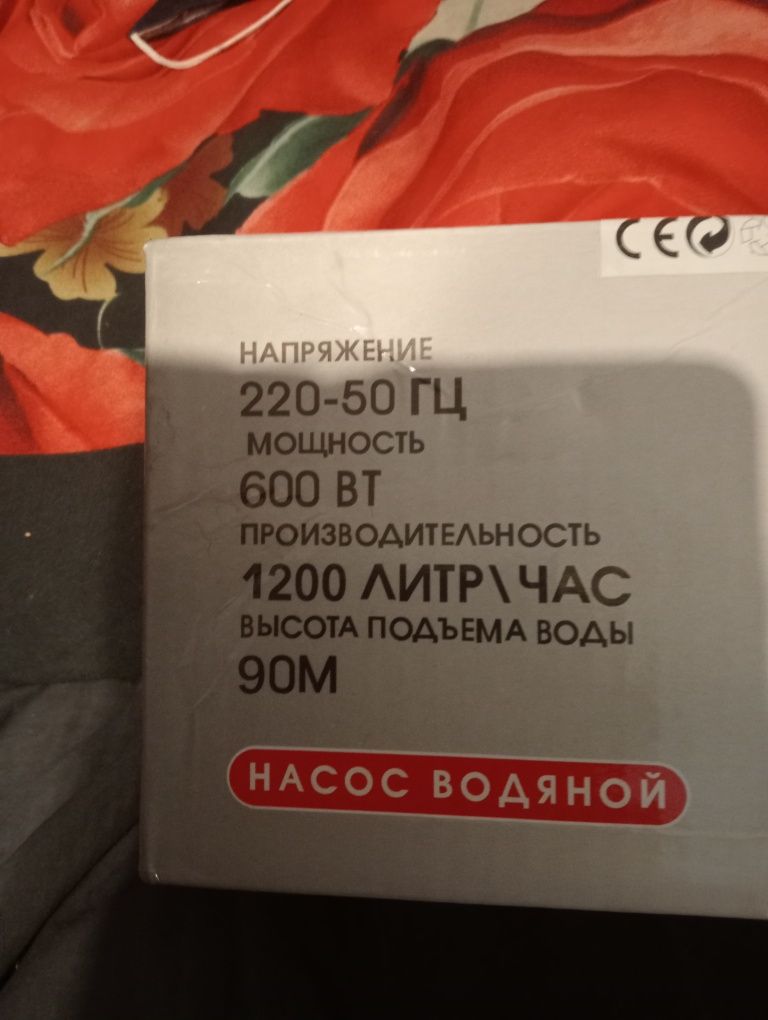 CE
НАПРЯЖЕНИЕ
220-50 ГЦ
МОЩНОСТЬ
600 ВТ
ПРОИЗВОДИТЕЛЬНОСТЬ
1200 ЛИТР\ЧАС
ВЫСОТА ПОДЪЕМА ВОДЫ
90М
НАСОС ВОДЯНОЙ